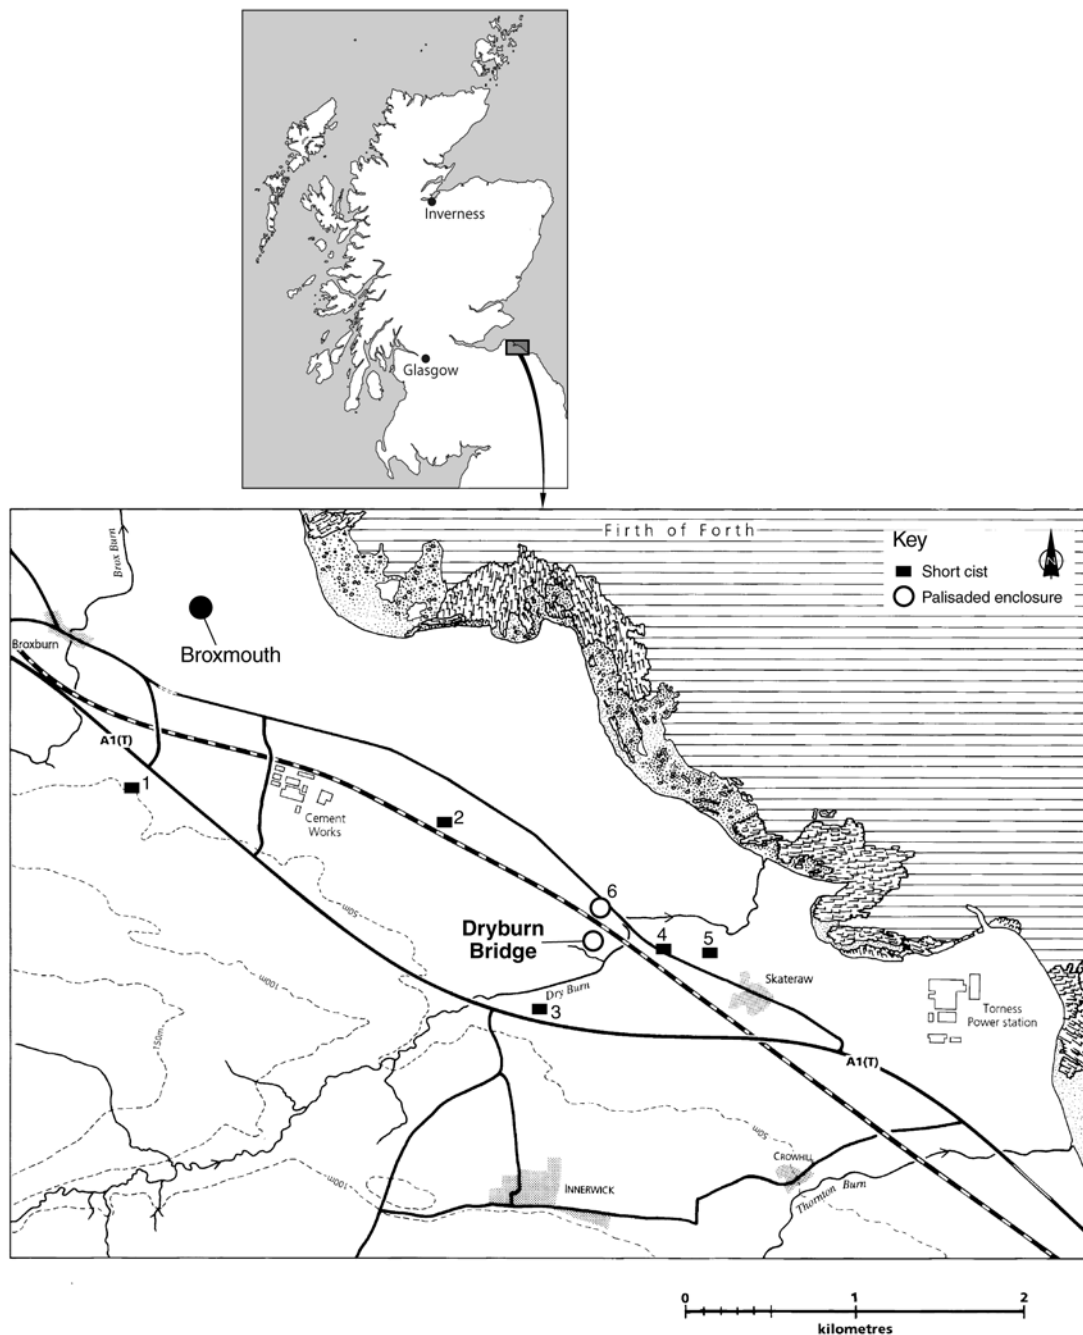 Inverness
Glasgow
Firth of Forth
Key
N
Short cist
Palisaded enclosure
Brox Burn
Broxburn
Broxmouth
A1(T)
1
Cement
Works
2
50m
6
Dryburn
Bridge
4
5
100m
Skateraw
Dry Burn
3
150m
Torness
Power station
A1(T)
50m
CROWHILL
100m
INNERWICK
Thornton Burn
0 1 2
kilometres